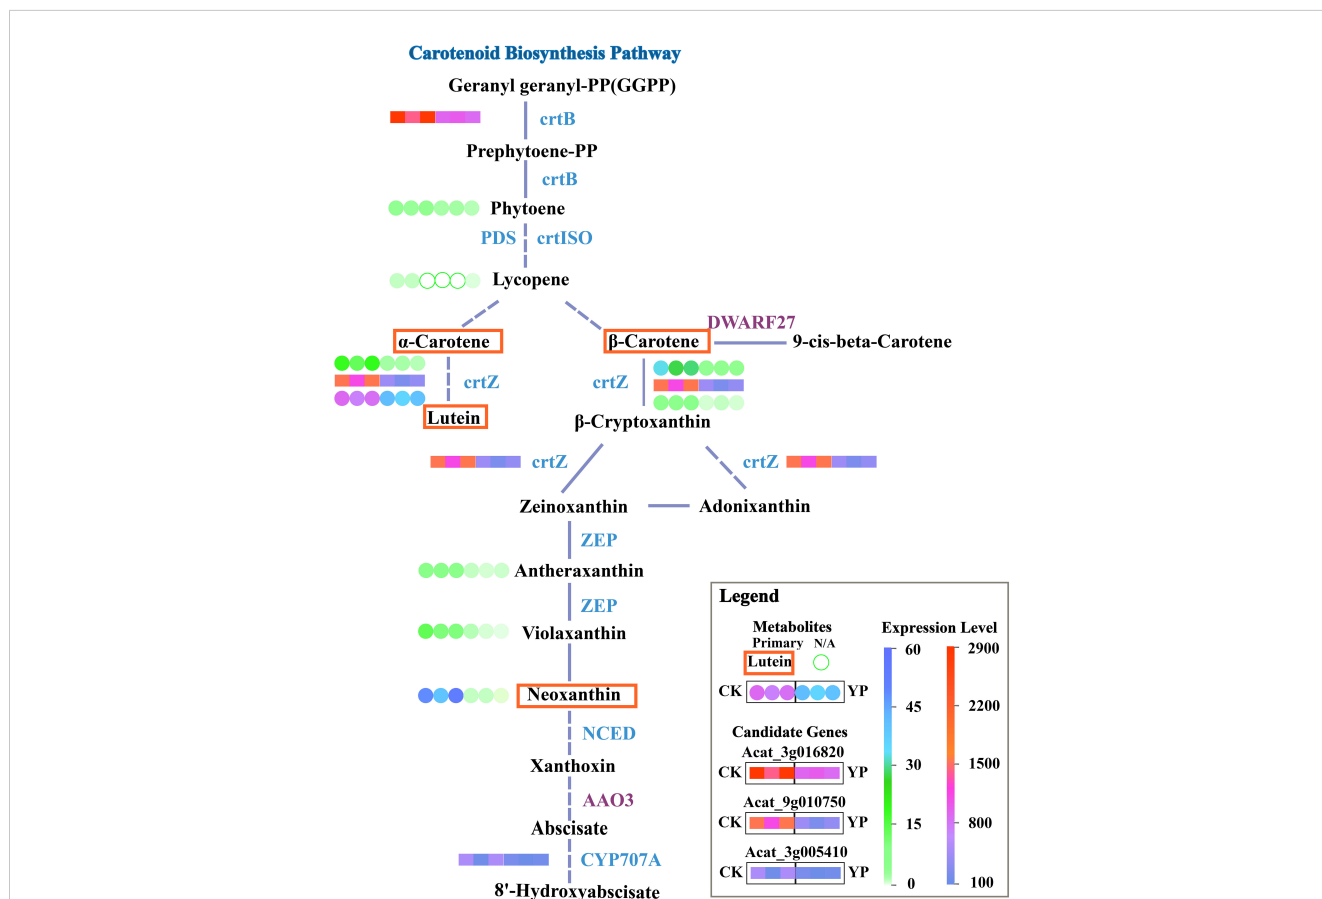 Carotenoid Biosynthesis Pathway
Geranyl geranyl-PP(GGPP)
crtB
Prephytoene-PP
crtB
Phytoene
PDS crtISO
Lycopene
DWARF27
α-Carotene β-Carotene 9-cis-beta-Carotene
crtZ crtZ
Lutein β-Cryptoxanthin
crtZ crtZ
Zeinoxanthin Adonixanthin
ZEP
Antheraxanthin
ZEP
Violaxanthin
Neoxanthin
NCED
Xanthoxin
AAO3
Abscisate
CYP707A
8'-Hydroxyabscisate
Legend
Metabolites Expression Level
Primary N/A
Lutein
CK YP
Candidate Genes
Acat_3g016820
CK YP
Acat_9g010750
CK YP
Acat_3g005410
CK YP
60 2900
45 2200
30 1500
15 800
0 100